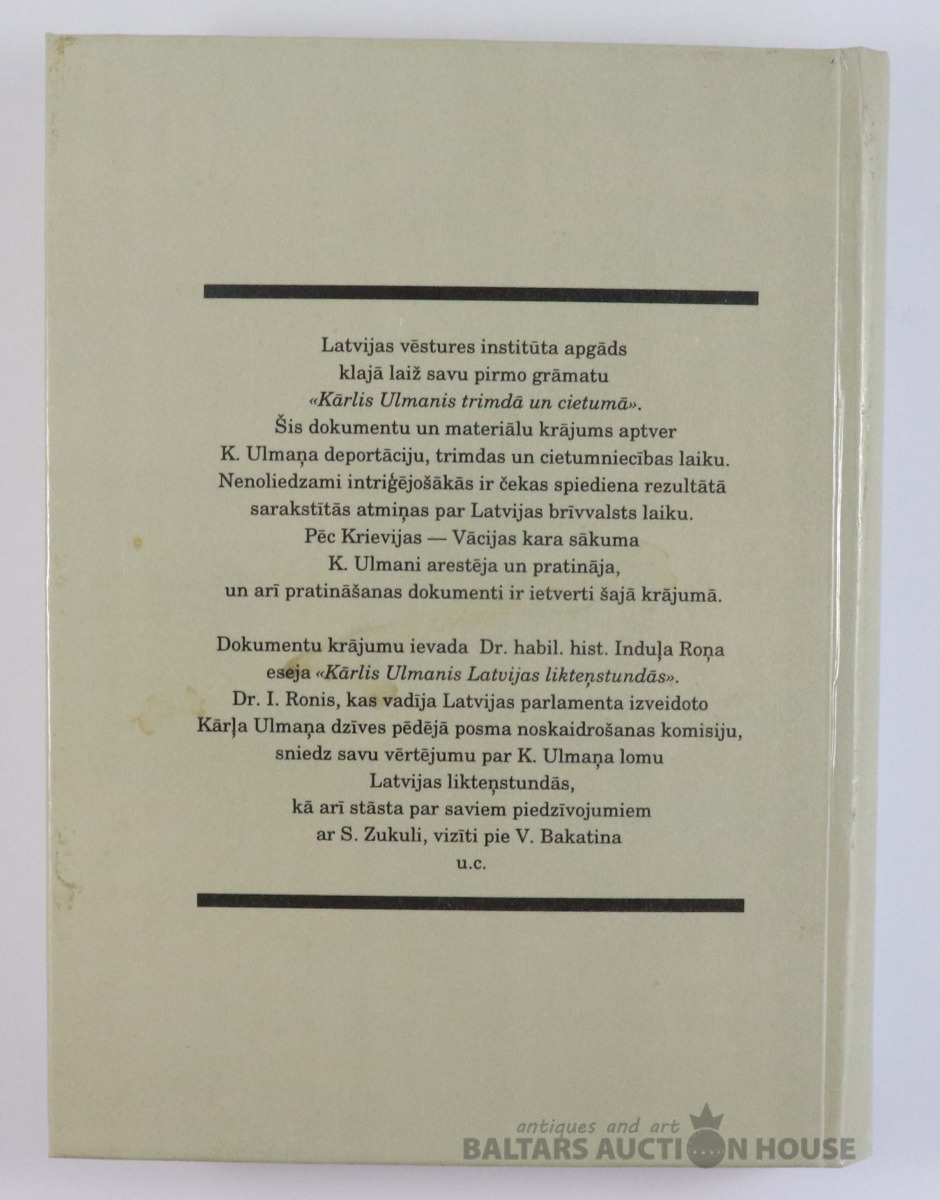 Latvijas vēstures institūta apgāds
klajā laiž savu pirmo grāmatu
«Kārlis Ulmanis trimdā un cietumā».
Šis dokumentu un materiālu krājums aptver
K. Ulmaņa deportāciju, trimdas un cietumniecības laiku.
Nenoliedzami intriģējošākās ir čekas spiediena rezultātā
sarakstītās atmiņas par Latvijas brīvvalsts laiku.
Pēc Krievijas — Vācijas kara sākuma
K. Ulmani arestēja un pratināja,
un arī pratināšanas dokumenti ir ietverti šajā krājumā.
Dokumentu krājumu ievada Dr. habil. hist. Induļa Roņa
eseja «Kārlis Ulmanis Latvijas likteņstundās».
Dr. I. Ronis, kas vadīja Latvijas parlamenta izveidoto
Kārļa Ulmaņa dzīves pēdējā posma noskaidrošanas komisiju,
sniedz savu vērtējumu par K. Ulmaņa lomu
Latvijas likteņstundās,
kā arī stāsta par saviem piedzīvojumiem
ar S. Zukuli, vizīti pie V. Bakatina
u.c.
antiques and art
BALTARS AUCTION HOUSE